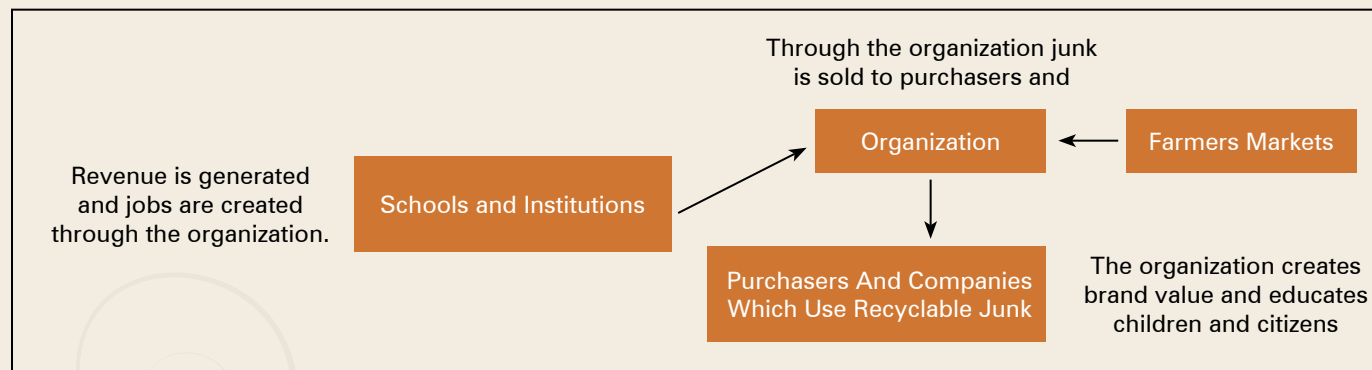 Through the organization junk
is sold to purchasers and
Organization
Farmers Markets
Revenue is generated
and jobs are created
through the organization.
Schools and Institutions
Purchasers And Companies
Which Use Recyclable Junk
The organization creates
brand value and educates
children and citizens